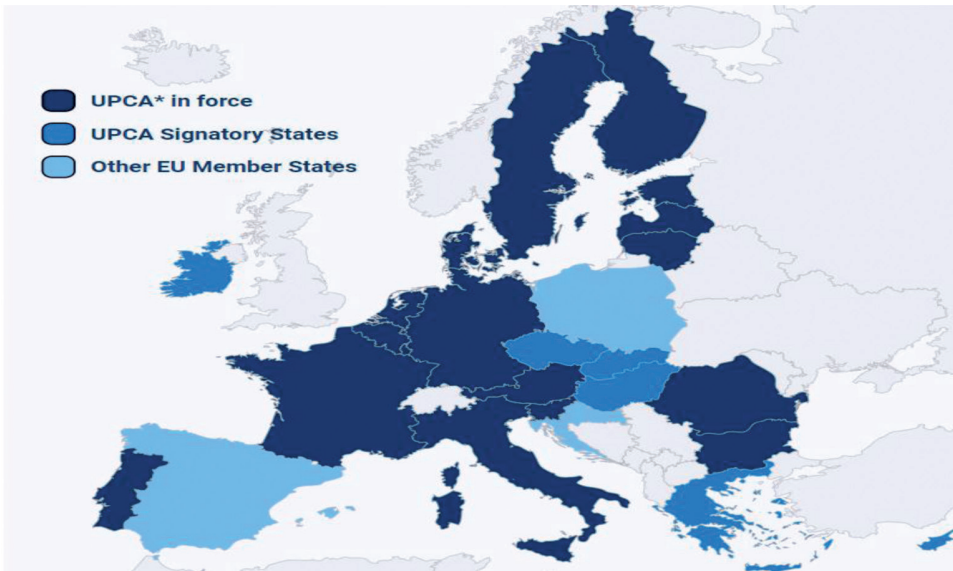 UPCA* in force
UPCA Signatory States
Other EU Member States